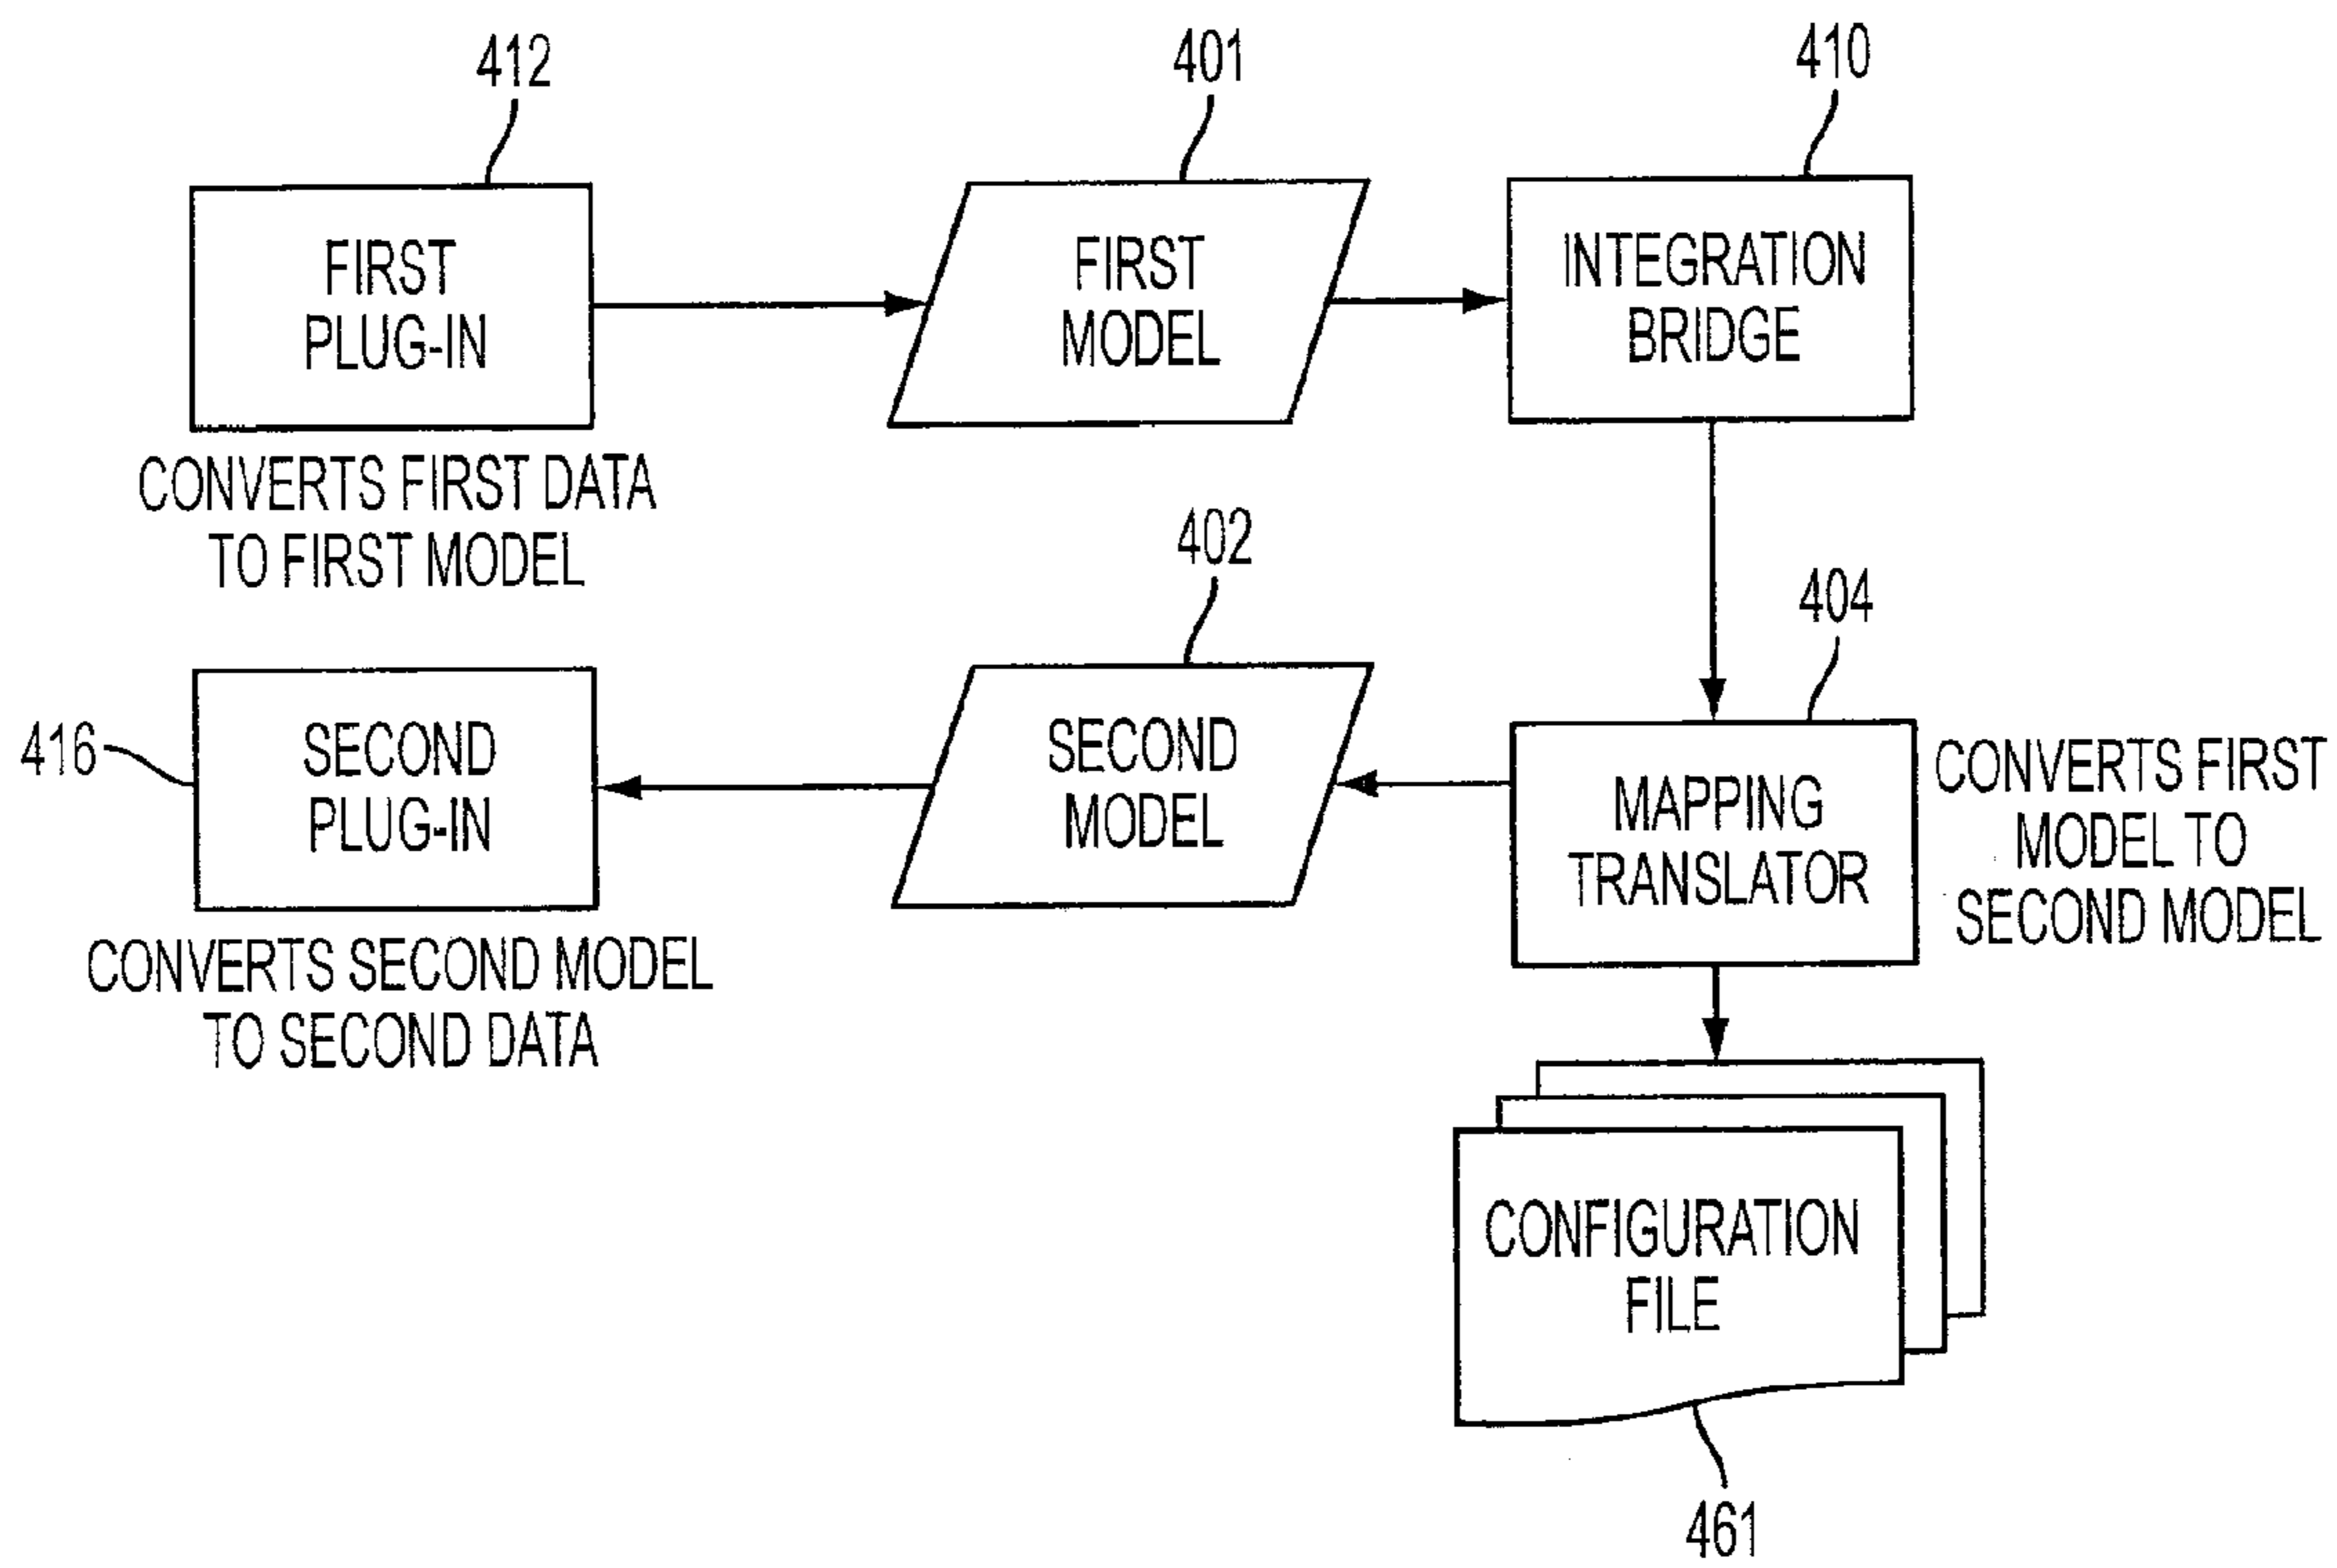 412
401
410
FIRST
PLUG-IN
FIRST
MODEL
INTEGRATION
BRIDGE
CONVERTS FIRST DATA
TO FIRST MODEL
402
404
416
SECOND
PLUG-IN
SECOND
MODEL
MAPPING
TRANSLATOR
CONVERTS FIRST
MODEL TO
SECOND MODEL
CONVERTS SECOND MODEL
TO SECOND DATA
CONFIGURATION
FILE
461